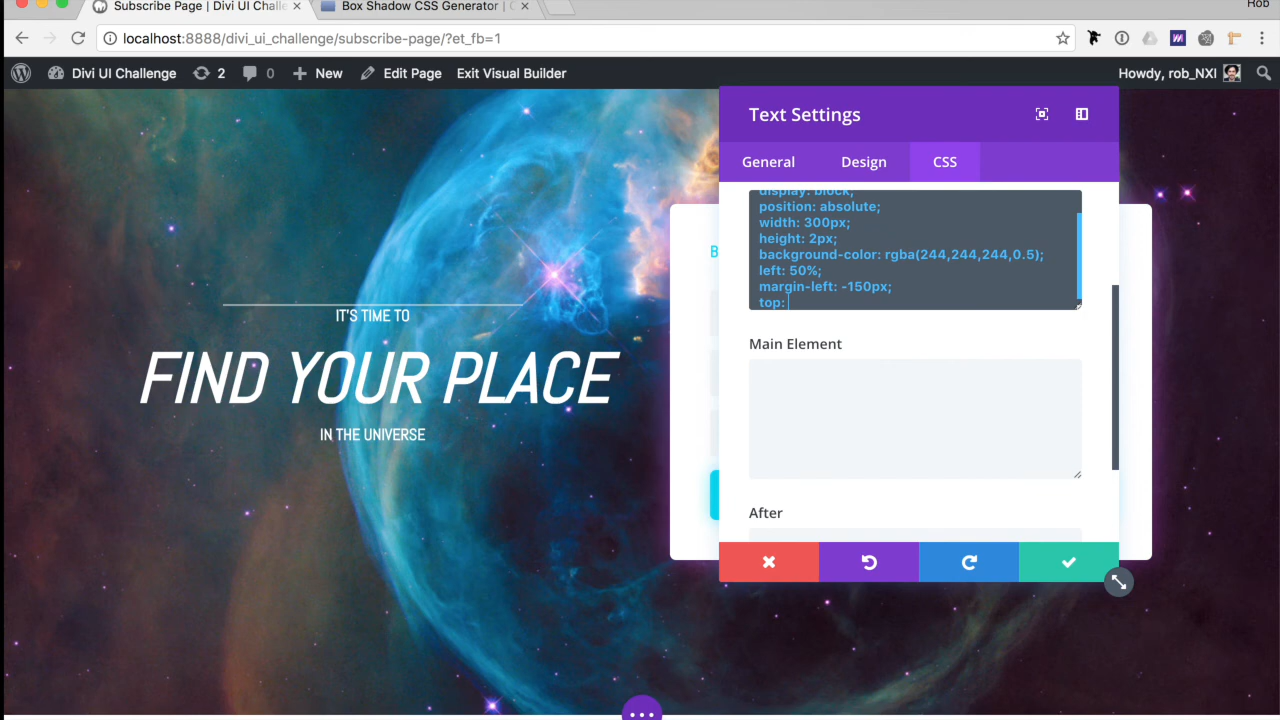 Rob
Subscribe Page | Divi UI Challe
Box Shadow CSS Generator | C
localhost:8888/divi_ui_challenge/subscribe-page/?et_fb=1
Divi UI Challenge 2 0 New Edit Page Exit Visual Builder Howdy, rob_NXI
Text Settings
General Design CSS
display: block;
position: absolute;
width: 300px;
height: 2px;
background-color: rgba(244,244,244,0.5);
left: 50%;
margin-left: -150px;
top:
Main Element
After
B
IT'S TIME TO
FIND YOUR PLACE
IN THE UNIVERSE